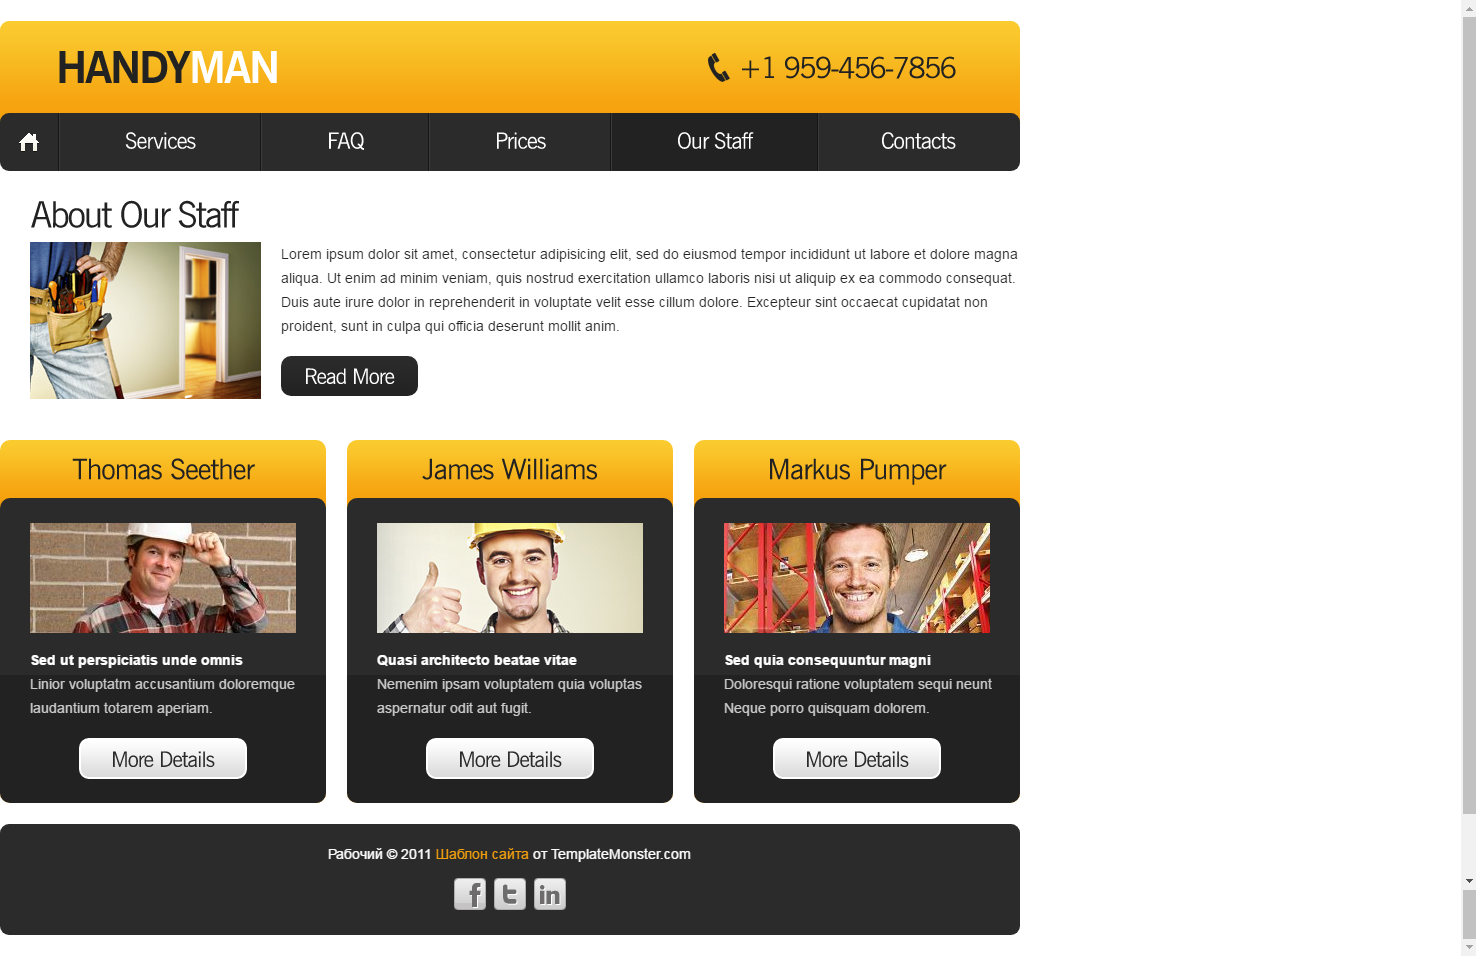 HANDYMAN
+1 959-456-7856
Services
FAQ
Prices
Our Staff
Contacts
About Our Staff
Lorem ipsum dolor sit amet, consectetur adipisicing elit, sed do eiusmod tempor incididunt ut labore et dolore magna
aliqua. Ut enim ad minim veniam, quis nostrud exercitation ullamco laboris nisi ut aliquip ex ea commodo consequat.
Duis aute irure dolor in reprehenderit in voluptate velit esse cillum dolore. Excepteur sint occaecat cupidatat non
proident, sunt in culpa qui officia deserunt mollit anim.
Read More
Thomas Seether
Sed ut perspiciatis unde omnis
Linior voluptatm accusantium doloremque
laudantium totarem aperiam.
More Details
James Williams
Quasi architecto beatae vitae
Nemenim ipsam voluptatem quia voluptas
aspernatur odit aut fugit.
More Details
Markus Pumper
Sed quia consequuntur magni
Doloresqui ratione voluptatem sequi neunt
Neque porro quisquam dolorem.
More Details
Рабочий © 2011 Шаблон сайта от TemplateMonster.com
f t in